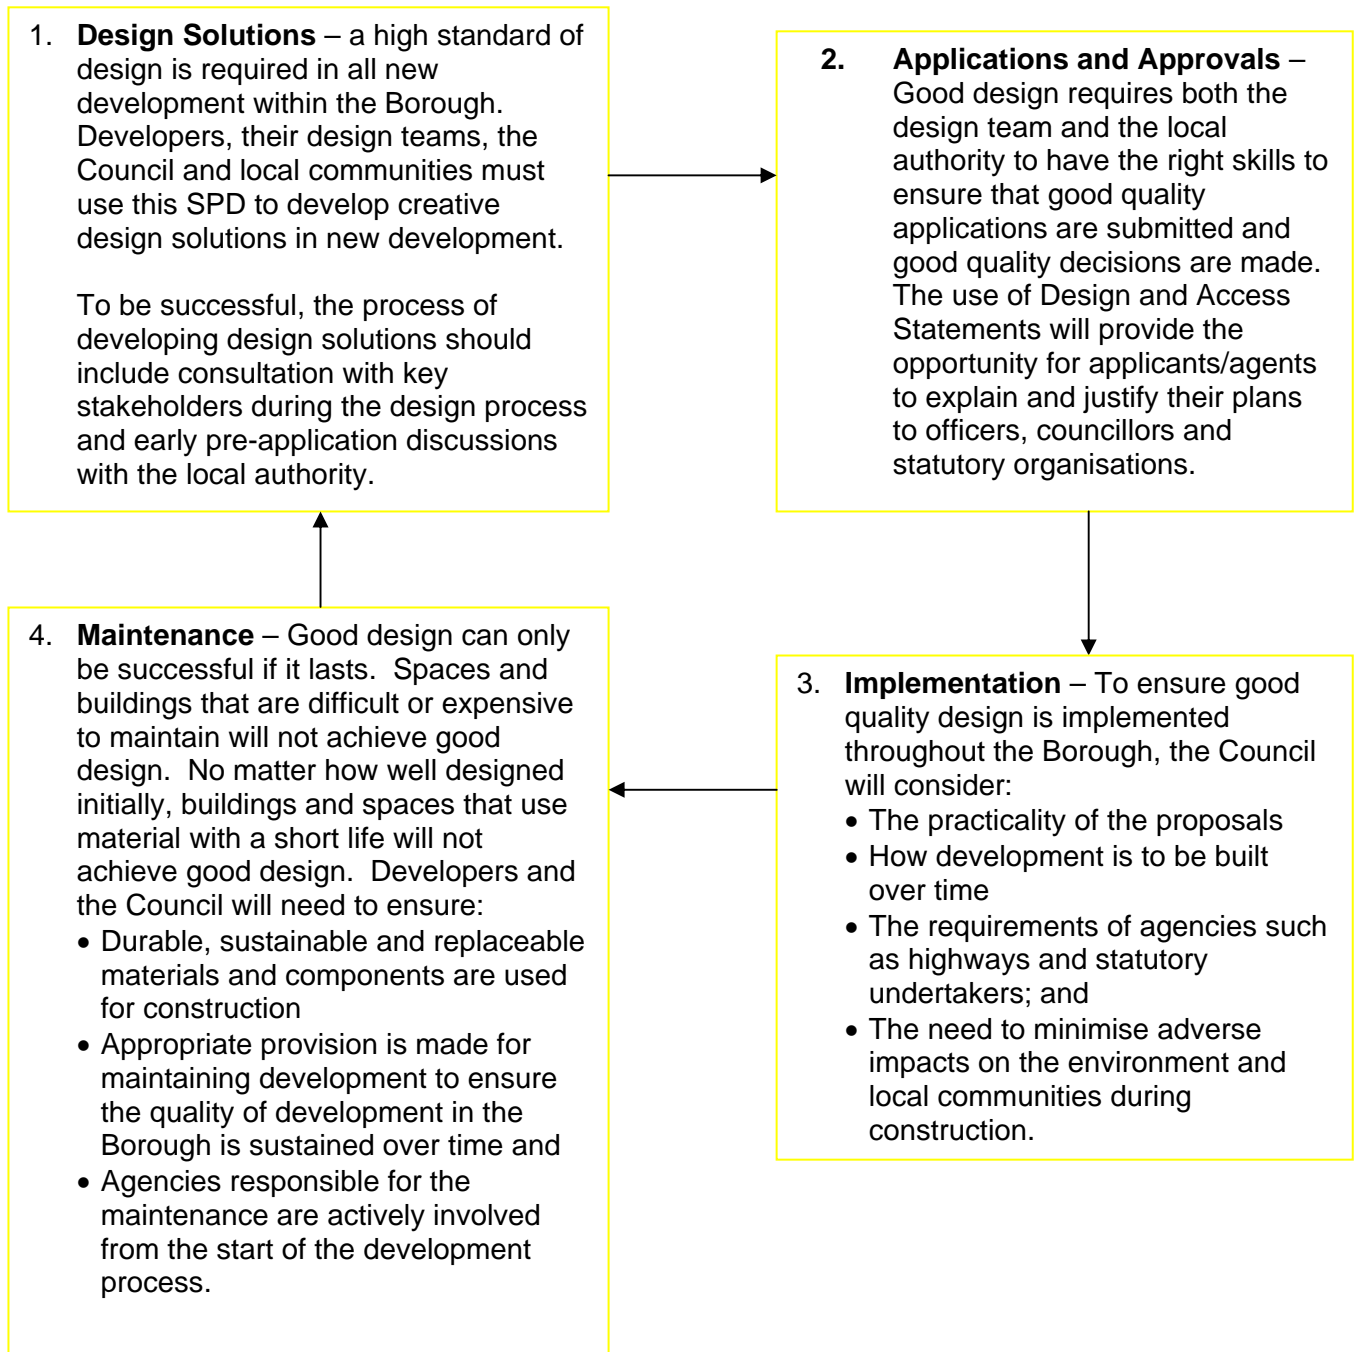 1. Design Solutions – a high standard of
design is required in all new
development within the Borough.
Developers, their design teams, the
Council and local communities must
use this SPD to develop creative
design solutions in new development.
To be successful, the process of
developing design solutions should
include consultation with key
stakeholders during the design process
and early pre-application discussions
with the local authority.
2. Applications and Approvals –
Good design requires both the
design team and the local
authority to have the right skills to
ensure that good quality
applications are submitted and
good quality decisions are made.
The use of Design and Access
Statements will provide the
opportunity for applicants/agents
to explain and justify their plans
to officers, councillors and
statutory organisations.
3. Implementation – To ensure good
quality design is implemented
throughout the Borough, the Council
will consider:
• The practicality of the proposals
• How development is to be built
over time
• The requirements of agencies such
as highways and statutory
undertakers; and
• The need to minimise adverse
impacts on the environment and
local communities during
construction.
4. Maintenance – Good design can only
be successful if it lasts. Spaces and
buildings that are difficult or expensive
to maintain will not achieve good
design. No matter how well designed
initially, buildings and spaces that use
material with a short life will not
achieve good design. Developers and
the Council will need to ensure:
• Durable, sustainable and replaceable
materials and components are used
for construction
• Appropriate provision is made for
maintaining development to ensure
the quality of development in the
Borough is sustained over time and
• Agencies responsible for the
maintenance are actively involved
from the start of the development
process.